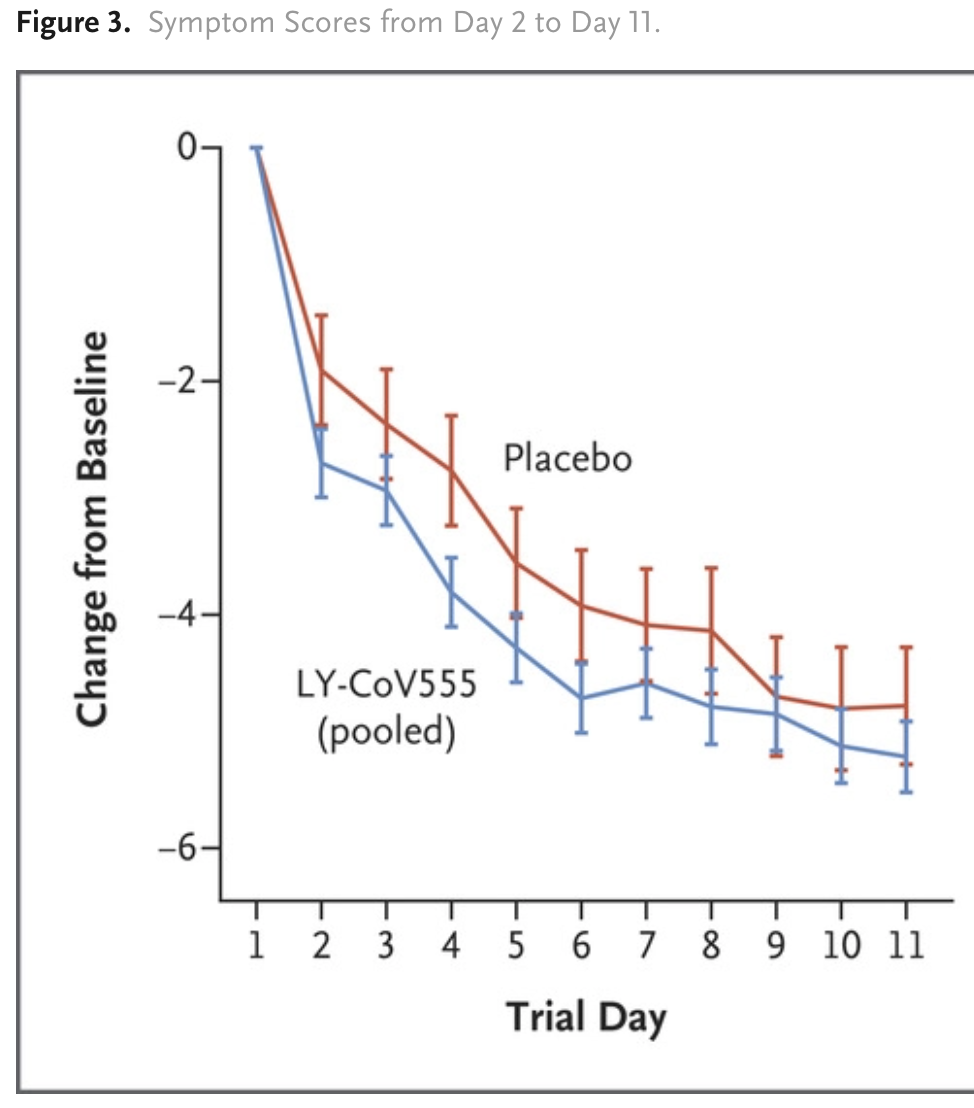 Figure 3. Symptom Scores from Day 2 to Day 11.
0
–2
–4
–6
Change from Baseline
Placebo
LY-CoV555
(pooled)
1 2 3 4 5 6 7 8 9 10 11
Trial Day